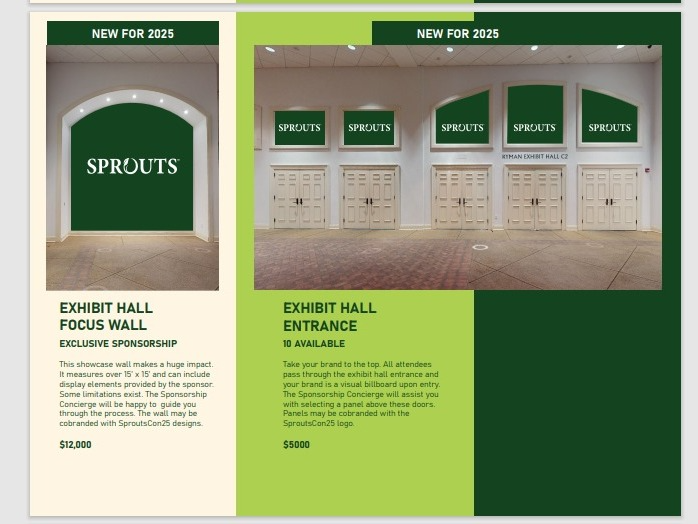 NEW FOR 2025
SPROUTS
EXHIBIT HALL
FOCUS WALL
EXCLUSIVE SPONSORSHIP
This showcase wall makes a huge impact.
It measures over 15' x 15' and can include
display elements provided by the sponsor.
Some limitations exist. The Sponsorship
Concierge will be happy to guide you
through the process. The wall may be
cobranded with SproutsCon25 designs.
$12,000
NEW FOR 2025
SPROUTS SPROUTS SPROUTS SPROUTS SPROUTS
RYMAN EXHIBIT HALL C2
EXHIBIT HALL
ENTRANCE
10 AVAILABLE
Take your brand to the top. All attendees
pass through the exhibit hall entrance and
your brand is a visual billboard upon entry.
The Sponsorship Concierge will assist you
with selecting a panel above these doors.
Panels may be cobranded with the
SproutsCon25 logo.
$5000